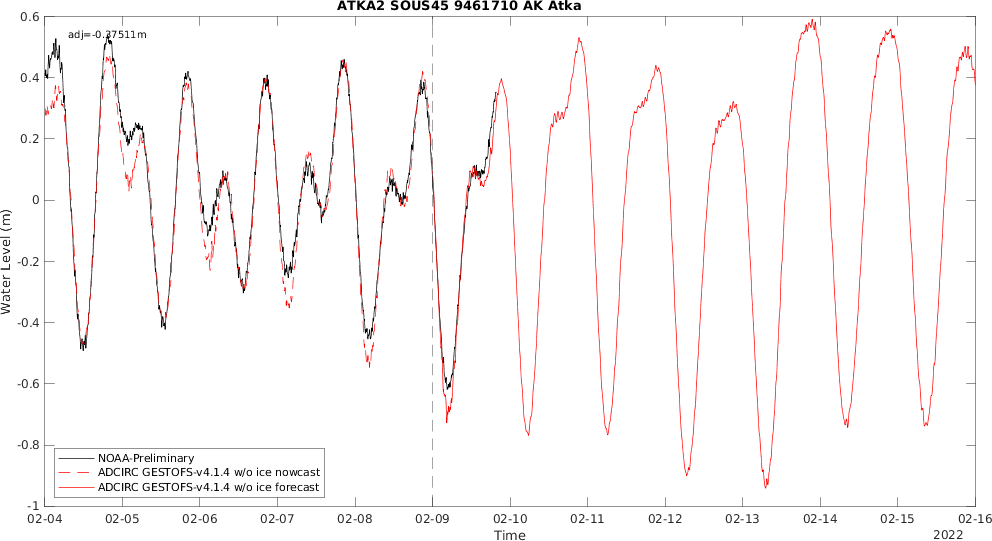 ATKA2 SOUS45 9461710 AK Atka
adj=-0.37511m
0.6
0.4
0.2
0
-0.2
-0.4
-0.6
-0.8
-1
Water Level (m)
NOAA-Preliminary
ADCIRC GESTOFS-v4.1.4 w/o ice nowcast
ADCIRC GESTOFS-v4.1.4 w/o ice forecast
02-04 02-05 02-06 02-07 02-08 02-09 02-10 02-11 02-12 02-13 02-14 02-15 02-16
Time
2022